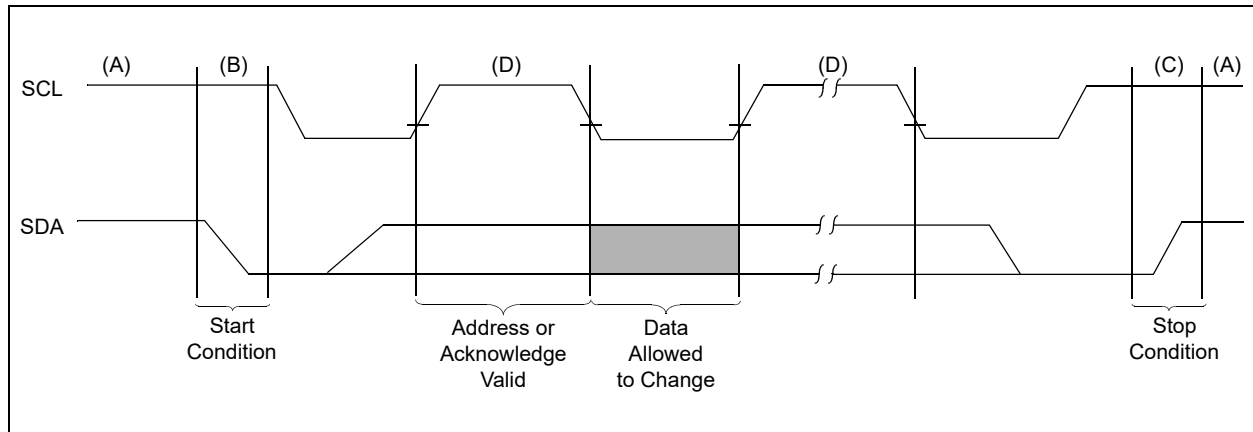 (A)
(B)
(D)
(D)
(C)
(A)
SCL
SDA
Start
Condition
Address or
Acknowledge
Valid
Data
Allowed
to Change
Stop
Condition